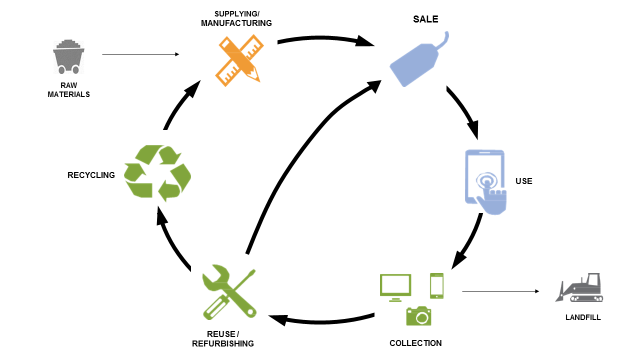 SUPPLYING/
MANUFACTURING
SALE
RAW
MATERIALS
RECYCLING
USE
REUSE /
REFURBISHING
COLLECTION
LANDFILL